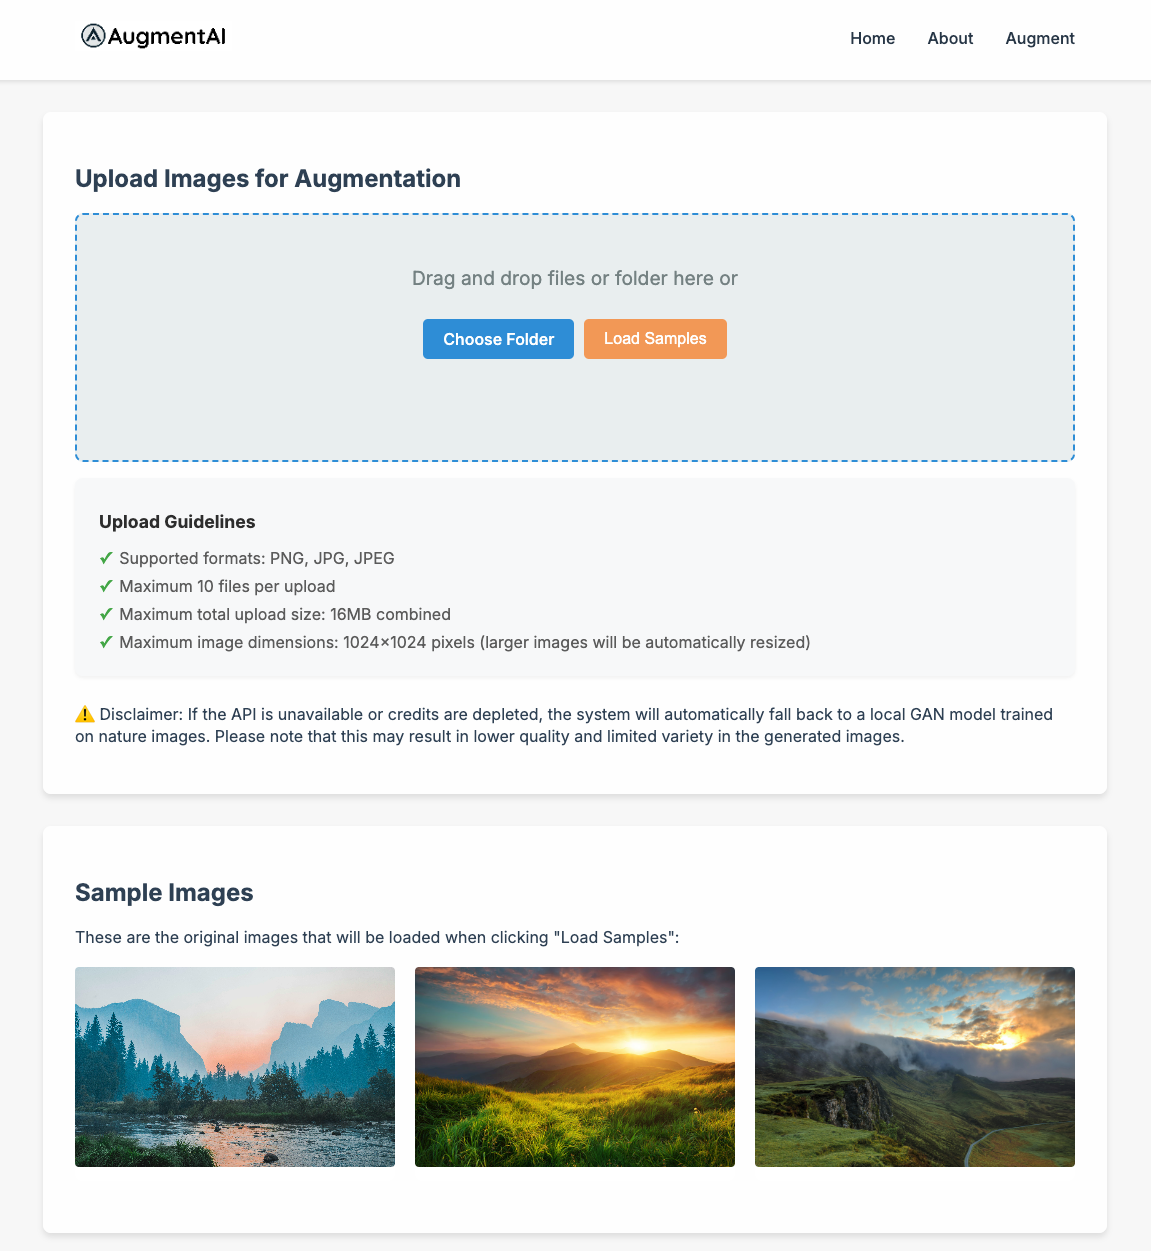 AugmentAI
Home About Augment
Upload Images for Augmentation
Drag and drop files or folder here or
Choose Folder Load Samples
Upload Guidelines
✓ Supported formats: PNG, JPG, JPEG
✓ Maximum 10 files per upload
✓ Maximum total upload size: 16MB combined
✓ Maximum image dimensions: 1024×1024 pixels (larger images will be automatically resized)
⚠️ Disclaimer: If the API is unavailable or credits are depleted, the system will automatically fall back to a local GAN model trained
on nature images. Please note that this may result in lower quality and limited variety in the generated images.
Sample Images
These are the original images that will be loaded when clicking "Load Samples":